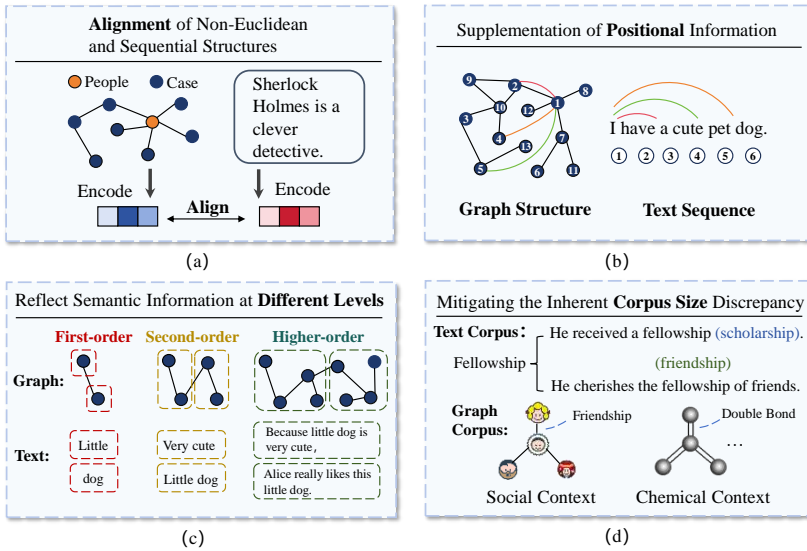 Alignment of Non-Euclidean
and Sequential Structures
People
Case
Sherlock
Holmes is a
clever
detective.
Encode
Align
Encode
(a)
Supplementation of Positional Information
9
2
8
1
10
12
3
4
7
13
5
6
11
I have a cute pet dog.
1 2 3 4 5 6
Graph Structure
Text Sequence
(b)
Reflect Semantic Information at Different Levels
First-order
Second-order
Higher-order
Graph:
Text:
Little
dog
Very cute
Little dog
Because little dog is
very cute,
Alice really likes this
little dog.
(c)
Mitigating the Inherent Corpus Size Discrepancy
Text Corpus:
He received a fellowship (scholarship).
Fellowship
(friendship)
He cherishes the fellowship of friends.
Graph
Corpus:
Friendship
Double Bond
...
Social Context
Chemical Context
(d)